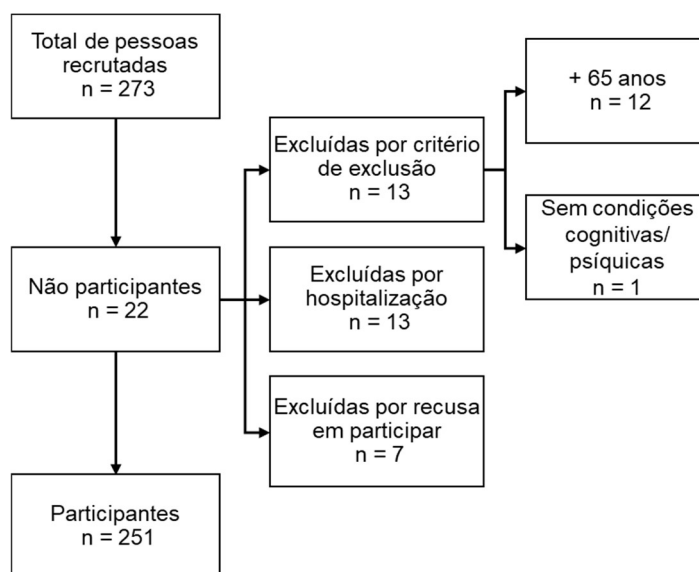 Total de pessoas
recrutadas
n = 273
Não participantes
n = 22
Participantes
n = 251
Excluídas por critério
de exclusão
n = 13
Excluídas por
hospitalização
n = 13
Excluídas por recusa
em participar
n = 7
+ 65 anos
n = 12
Sem condições
cognitivas/
psíquicas
n = 1